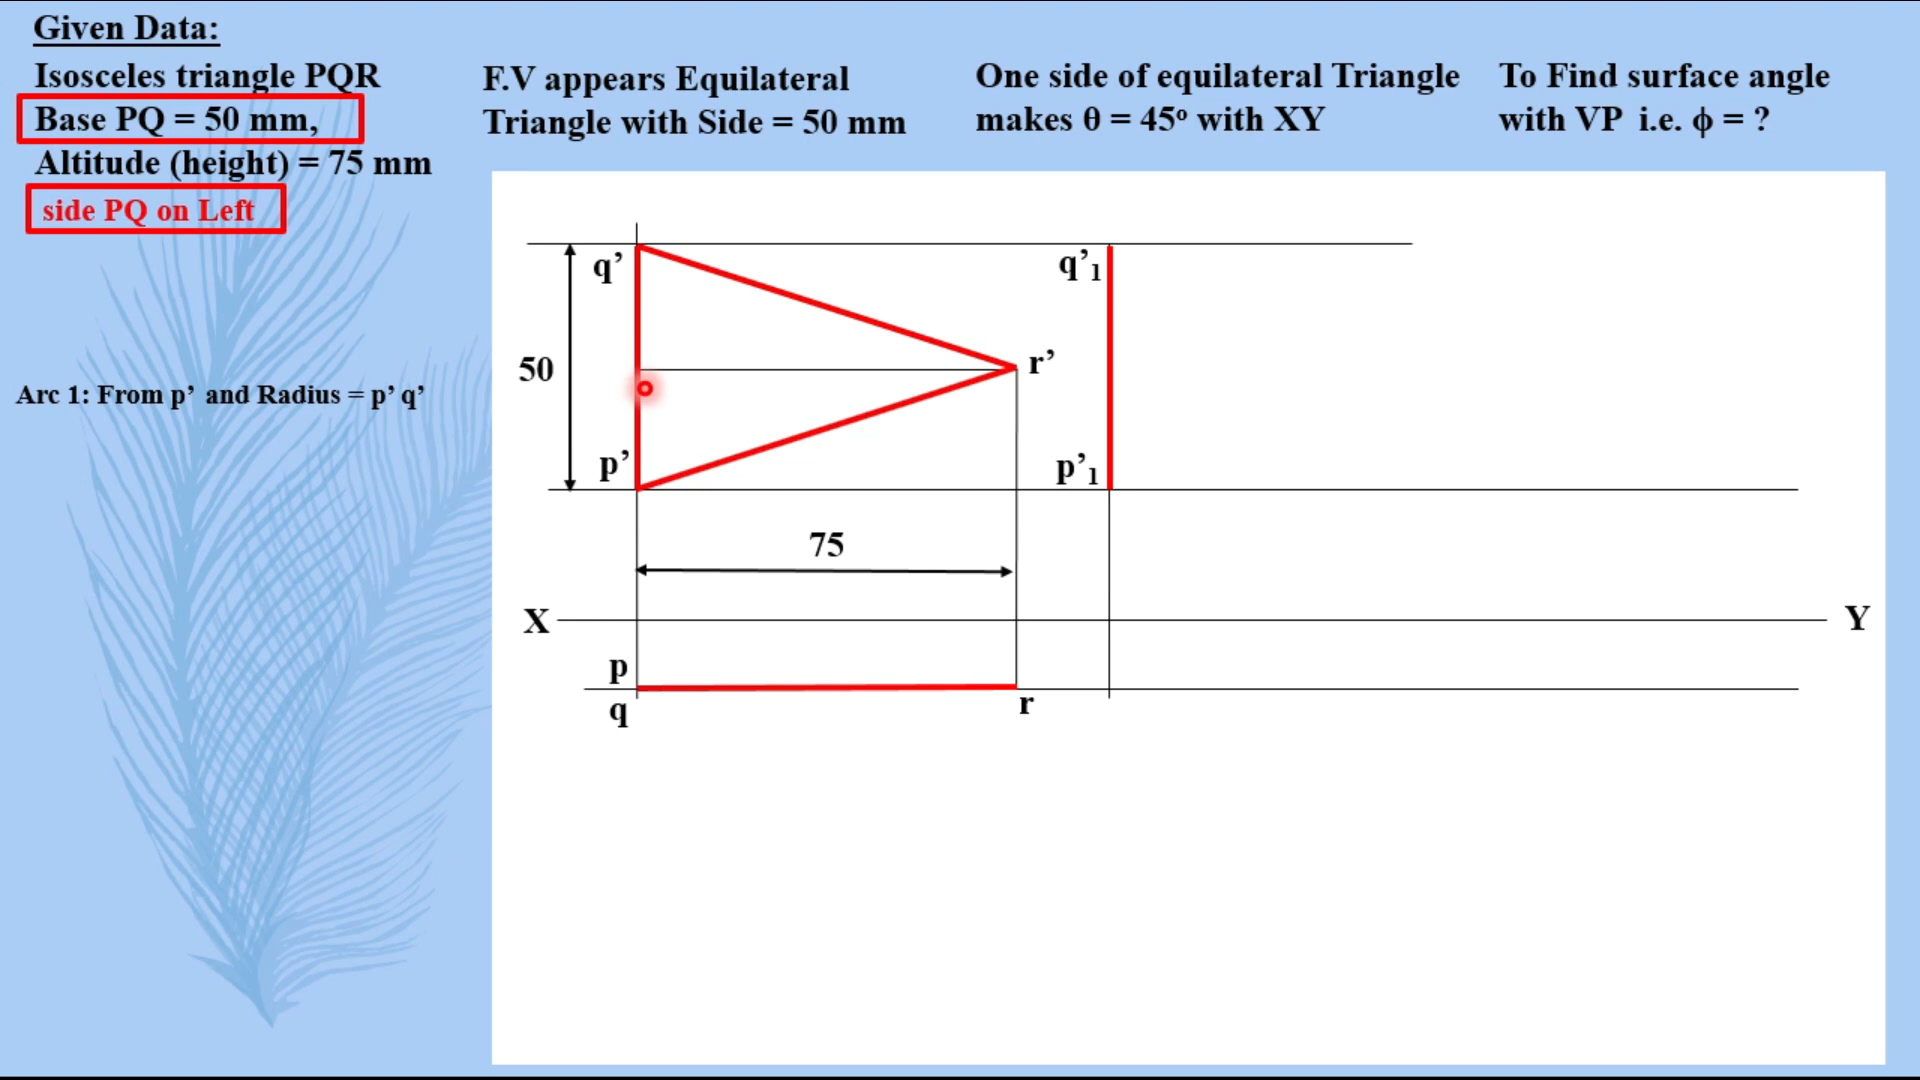 Given Data:
Isosceles triangle PQR
Base PQ = 50 mm,
Altitude (height) = 75 mm
side PQ on Left
F.V appears Equilateral
Triangle with Side = 50 mm
One side of equilateral Triangle
makes θ = 45º with XY
To Find surface angle
with VP i.e. ϕ = ?
Arc 1: From p’ and Radius = p’ q’
q’
q’1
50
r’
p’
p’1
75
X
Y
p
q
r